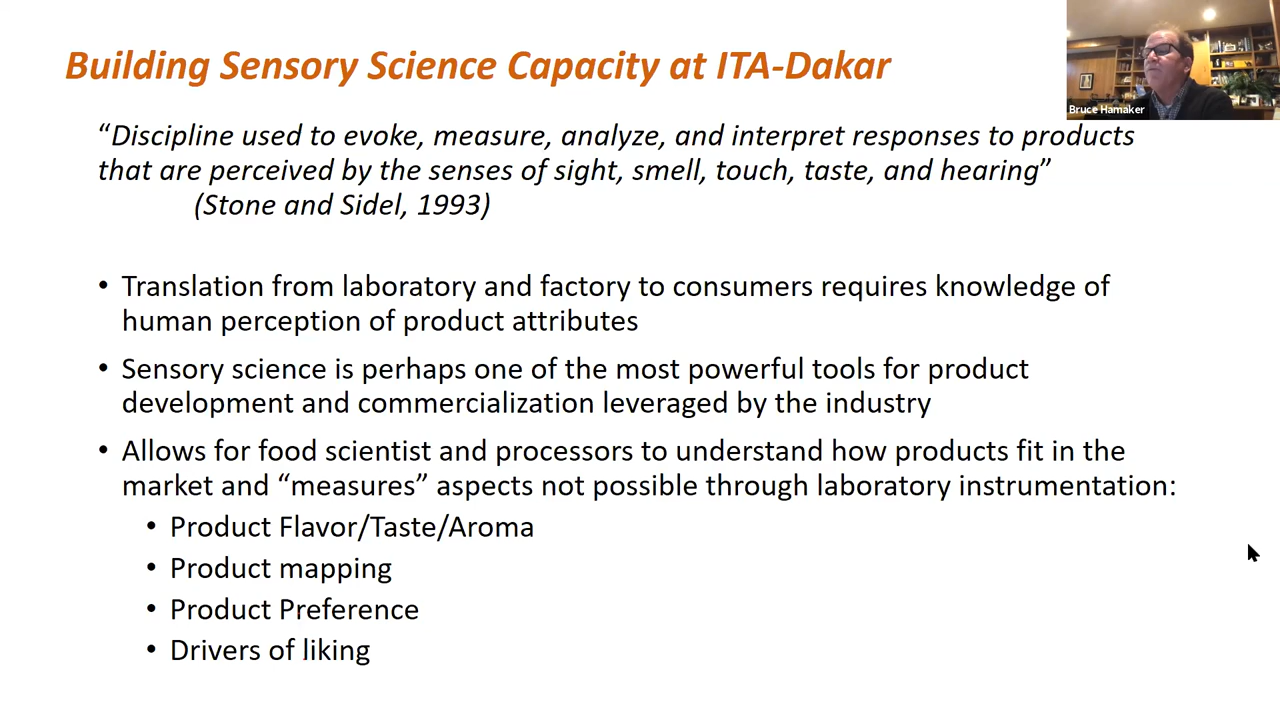 Building Sensory Science Capacity at ITA-Dakar
Bruce Hamaker
“Discipline used to evoke, measure, analyze, and interpret responses to products
that are perceived by the senses of sight, smell, touch, taste, and hearing”
(Stone and Sidel, 1993)
• Translation from laboratory and factory to consumers requires knowledge of
human perception of product attributes
• Sensory science is perhaps one of the most powerful tools for product
development and commercialization leveraged by the industry
• Allows for food scientist and processors to understand how products fit in the
market and “measures” aspects not possible through laboratory instrumentation:
• Product Flavor/Taste/Aroma
• Product mapping
• Product Preference
• Drivers of liking